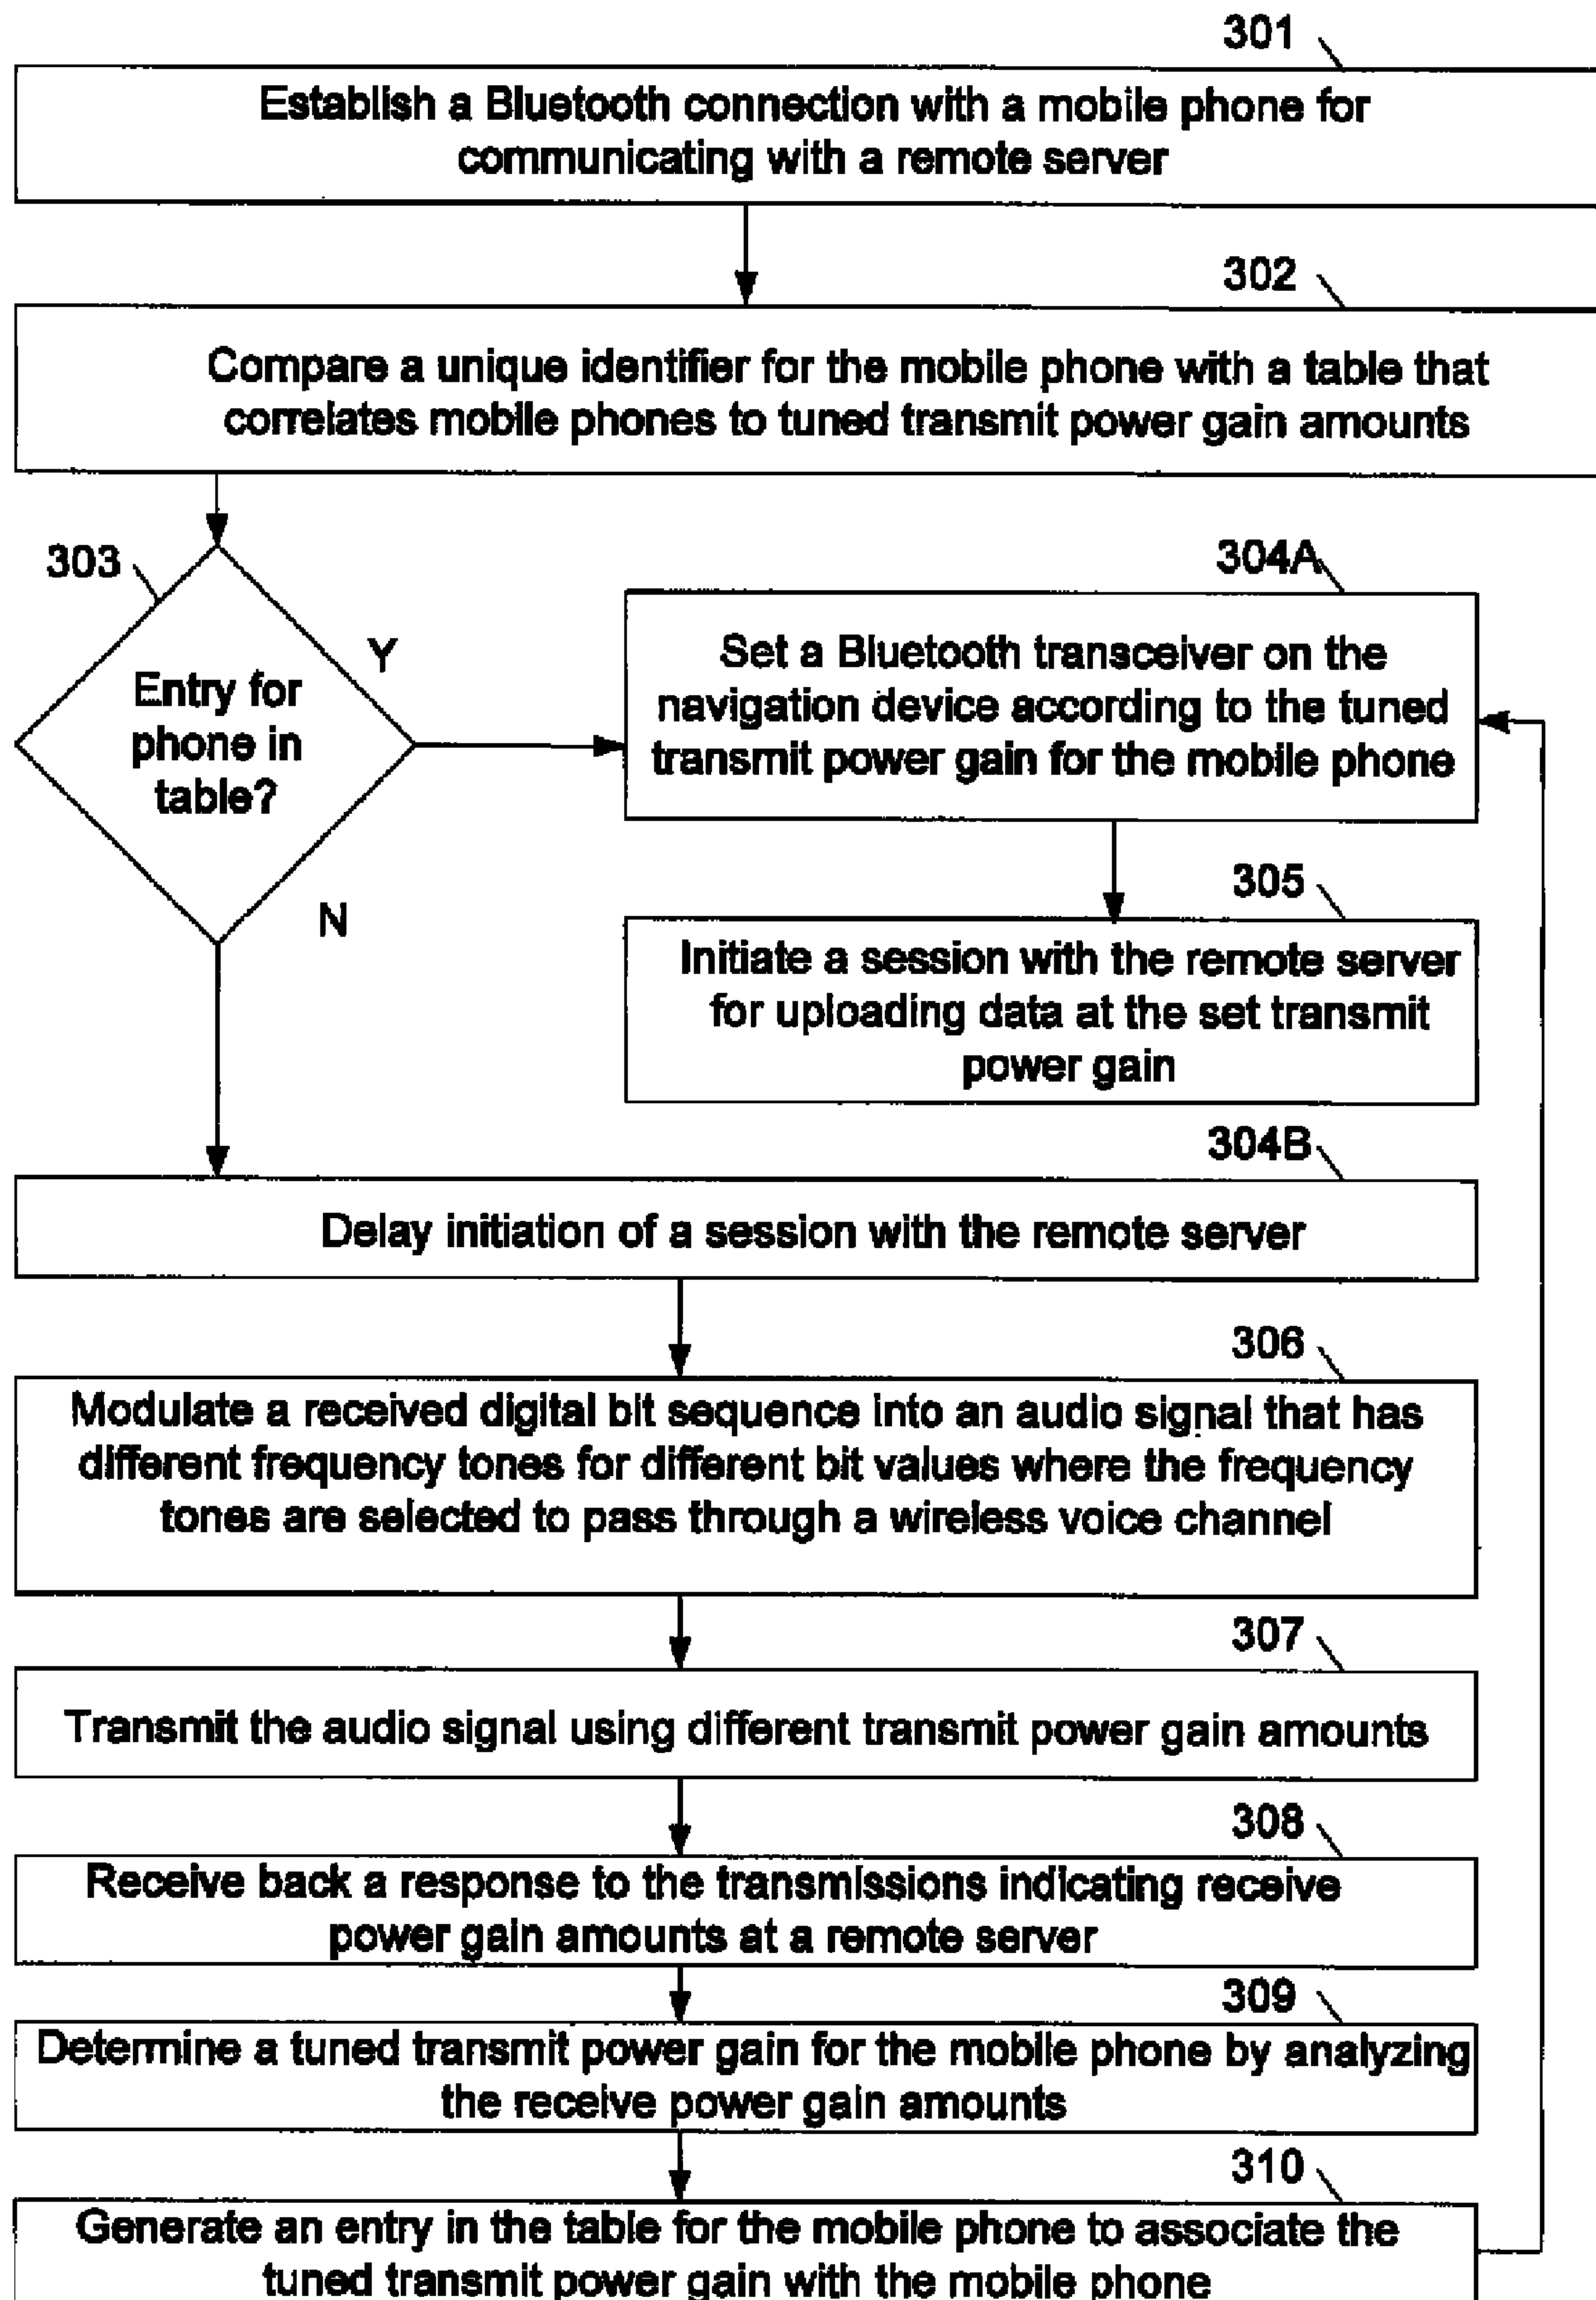 301
Establish a Bluetooth connection with a mobile phone for
communicating with a remote server
302
Compare a unique identifier for the mobile phone with a table that
correlates mobile phones to tuned transmit power gain amounts
303
Entry for
phone in
table?
Y
N
304A
Set a Bluetooth transceiver on the
navigation device according to the tuned
transmit power gain for the mobile phone
305
Initiate a session with the remote server
for uploading data at the set transmit
power gain
304B
Delay initiation of a session with the remote server
306
Modulate a received digital bit sequence into an audio signal that has
different frequency tones for different bit values where the frequency
tones are selected to pass through a wireless voice channel
307
Transmit the audio signal using different transmit power gain amounts
308
Receive back a response to the transmissions indicating receive
power gain amounts at a remote server
309
Determine a tuned transmit power gain for the mobile phone by analyzing
the receive power gain amounts
310
Generate an entry in the table for the mobile phone to associate the
tuned transmit power gain with the mobile phone